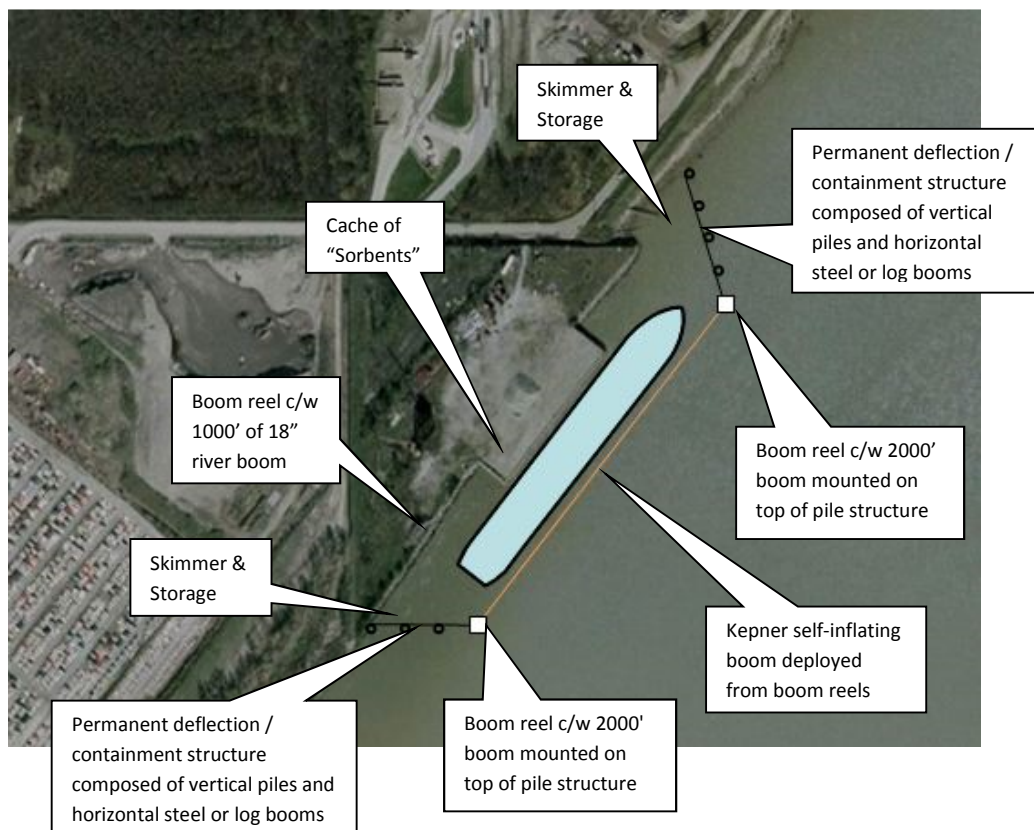 Skimmer &
Storage
Permanent deflection /
containment structure
composed of vertical
piles and horizontal
steel or log booms
Cache of
“Sorbents”
Boom reel c/w
1000’ of 18”
river boom
Boom reel c/w 2000’
boom mounted on
top of pile structure
Skimmer &
Storage
Kepner self-inflating
boom deployed
from boom reels
Permanent deflection /
containment structure
composed of vertical piles and
horizontal steel or log booms
Boom reel c/w 2000'
boom mounted on
top of pile structure